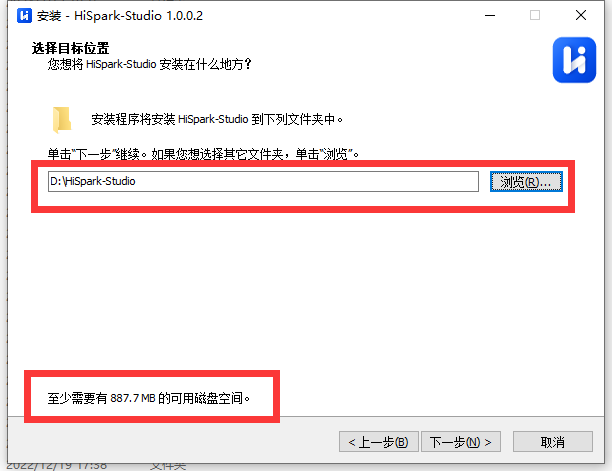 安装 - HiSpark-Studio 1.0.0.2
选择目标位置
您想将 HiSpark-Studio 安装在什么地方？
安装程序将安装 HiSpark-Studio 到下列文件夹中。
单击“下一步”继续。如果您想选择其它文件夹，单击“浏览”。
D:\HiSpark-Studio 浏览(R)...
至少需要有 887.7 MB 的可用磁盘空间。
< 上一步(B) 下一步(N) > 取消
2022/12/19 17:38 文件夹